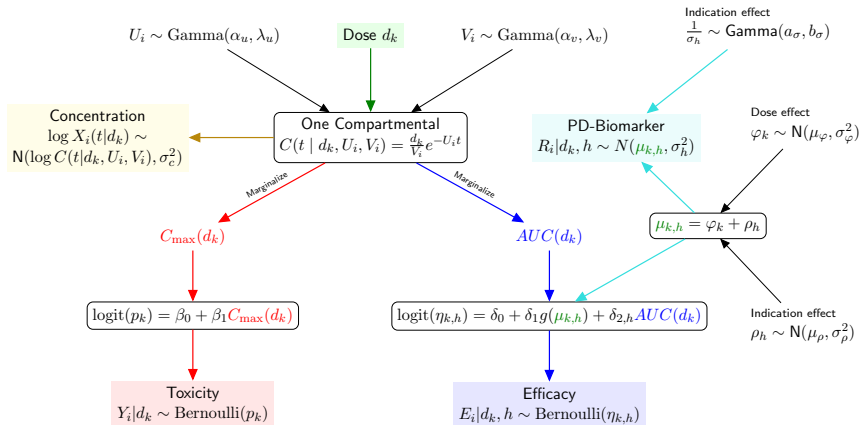 Indication effect
U_i ∼ Gamma(α_u, λ_u)
Dose d_k
V_i ∼ Gamma(α_v, λ_v)
1/σ_h ∼ Gamma(a_σ, b_σ)
Concentration
log X_i(t|d_k) ∼
N(log C(t|d_k, U_i, V_i), σ_c^2)
One Compartmental
C(t | d_k, U_i, V_i) = d_k/V_i e^{−U_i t}
PD-Biomarker
R_i|d_k, h ∼ N(μ_{k,h}, σ_h^2)
Dose effect
φ_k ∼ N(μ_φ, σ_φ^2)
Marginalize
Marginalize
C_max(d_k)
AUC(d_k)
μ_{k,h} = φ_k + ρ_h
logit(p_k) = β_0 + β_1 C_max(d_k)
logit(η_{k,h}) = δ_0 + δ_1 g(μ_{k,h}) + δ_{2,h} AUC(d_k)
Indication effect
ρ_h ∼ N(μ_ρ, σ_ρ^2)
Toxicity
Y_i|d_k ∼ Bernoulli(p_k)
Efficacy
E_i|d_k, h ∼ Bernoulli(η_{k,h})